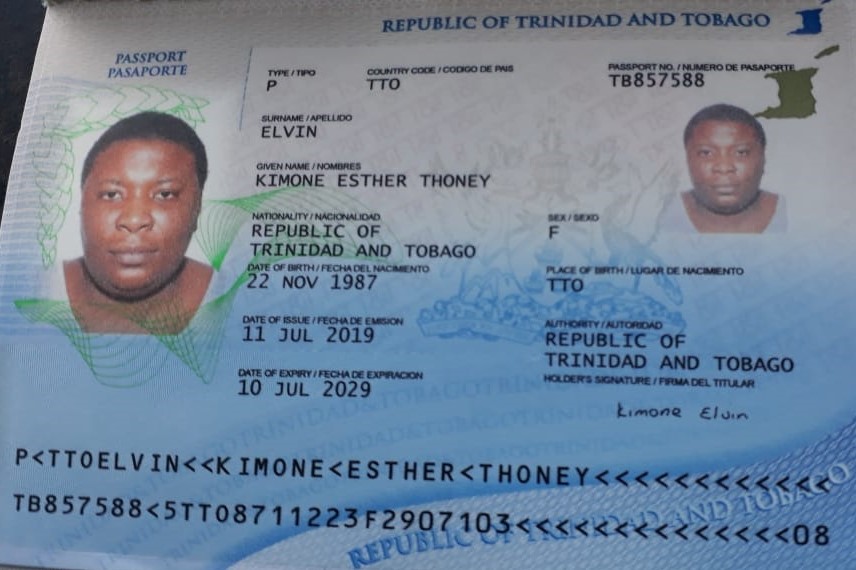 REPUBLIC OF TRINIDAD AND TOBAGO
PASSPORT
PASAPORTE
TYPE / TIPO
P
COUNTRY CODE / CODIGO DE PAIS
TTO
PASSPORT NO. / NUMERO DE PASAPORTE
TB857588
SURNAME / APELLIDO
ELVIN
GIVEN NAME / NOMBRES
KIMONE ESTHER THONEY
NATIONALITY / NACIONALIDAD
REPUBLIC OF
TRINIDAD AND TOBAGO
SEX / SEXO
F
DATE OF BIRTH / FECHA DEL NACIMIENTO
22 NOV 1987
PLACE OF BIRTH / LUGAR DE NACIMIENTO
TTO
DATE OF ISSUE / FECHA DE EMISION
11 JUL 2019
AUTHORITY / AUTORIDAD
REPUBLIC OF
TRINIDAD AND TOBAGO
DATE OF EXPIRY / FECHA DE EXPIRACION
10 JUL 2029
HOLDER'S SIGNATURE / FIRMA DEL TITULAR
Kimone Elvin
P<TTOELVIN<<KIMONE<ESTHER<THONEY<<<<<<<<<<<<
TB857588<5TTO8711223F2907103<<<<<<<<<<<<<<08
REPUBLIC OF TRINIDAD AND TOBAGO